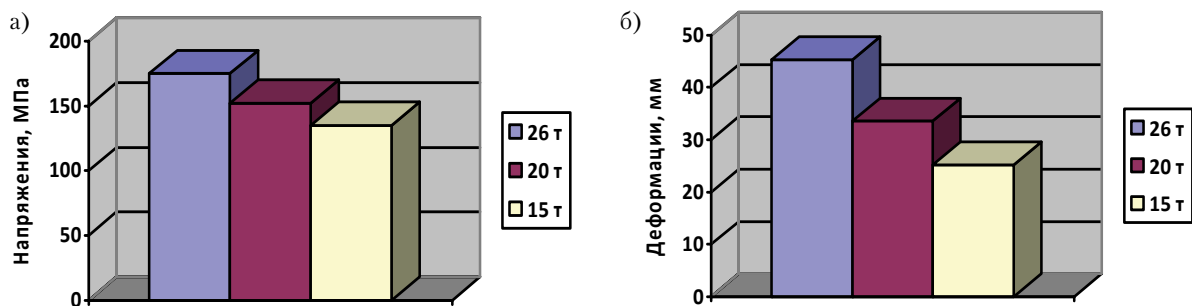 а)
Напряжения, МПа
200
150
100
50
0
26 т
20 т
15 т
б)
Деформации, мм
50
40
30
20
10
0
26 т
20 т
15 т